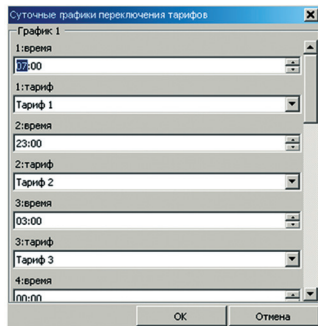 Суточные графики переключения тарифов
График 1
1:время
07:00
1:тариф
Тариф 1
2:время
23:00
2:тариф
Тариф 2
3:время
03:00
3:тариф
Тариф 3
4:время
00:00
ОК Отмена